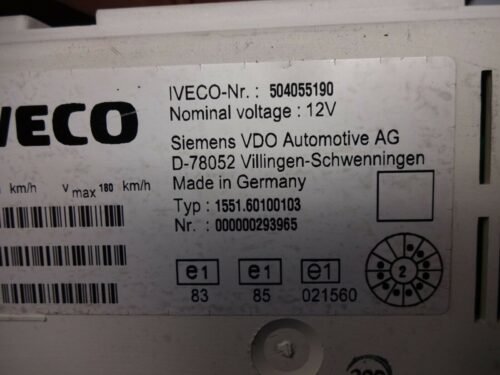 IVECO-Nr. : 504055190
Nominal voltage : 12V
VECO
Siemens VDO Automotive AG
D-78052 Villingen-Schwenningen
km/h V max 180 km/h
Made in Germany
Typ : 1551.60100103
Nr. : 000000293965
e1 e1 e1
83 85 021560
2